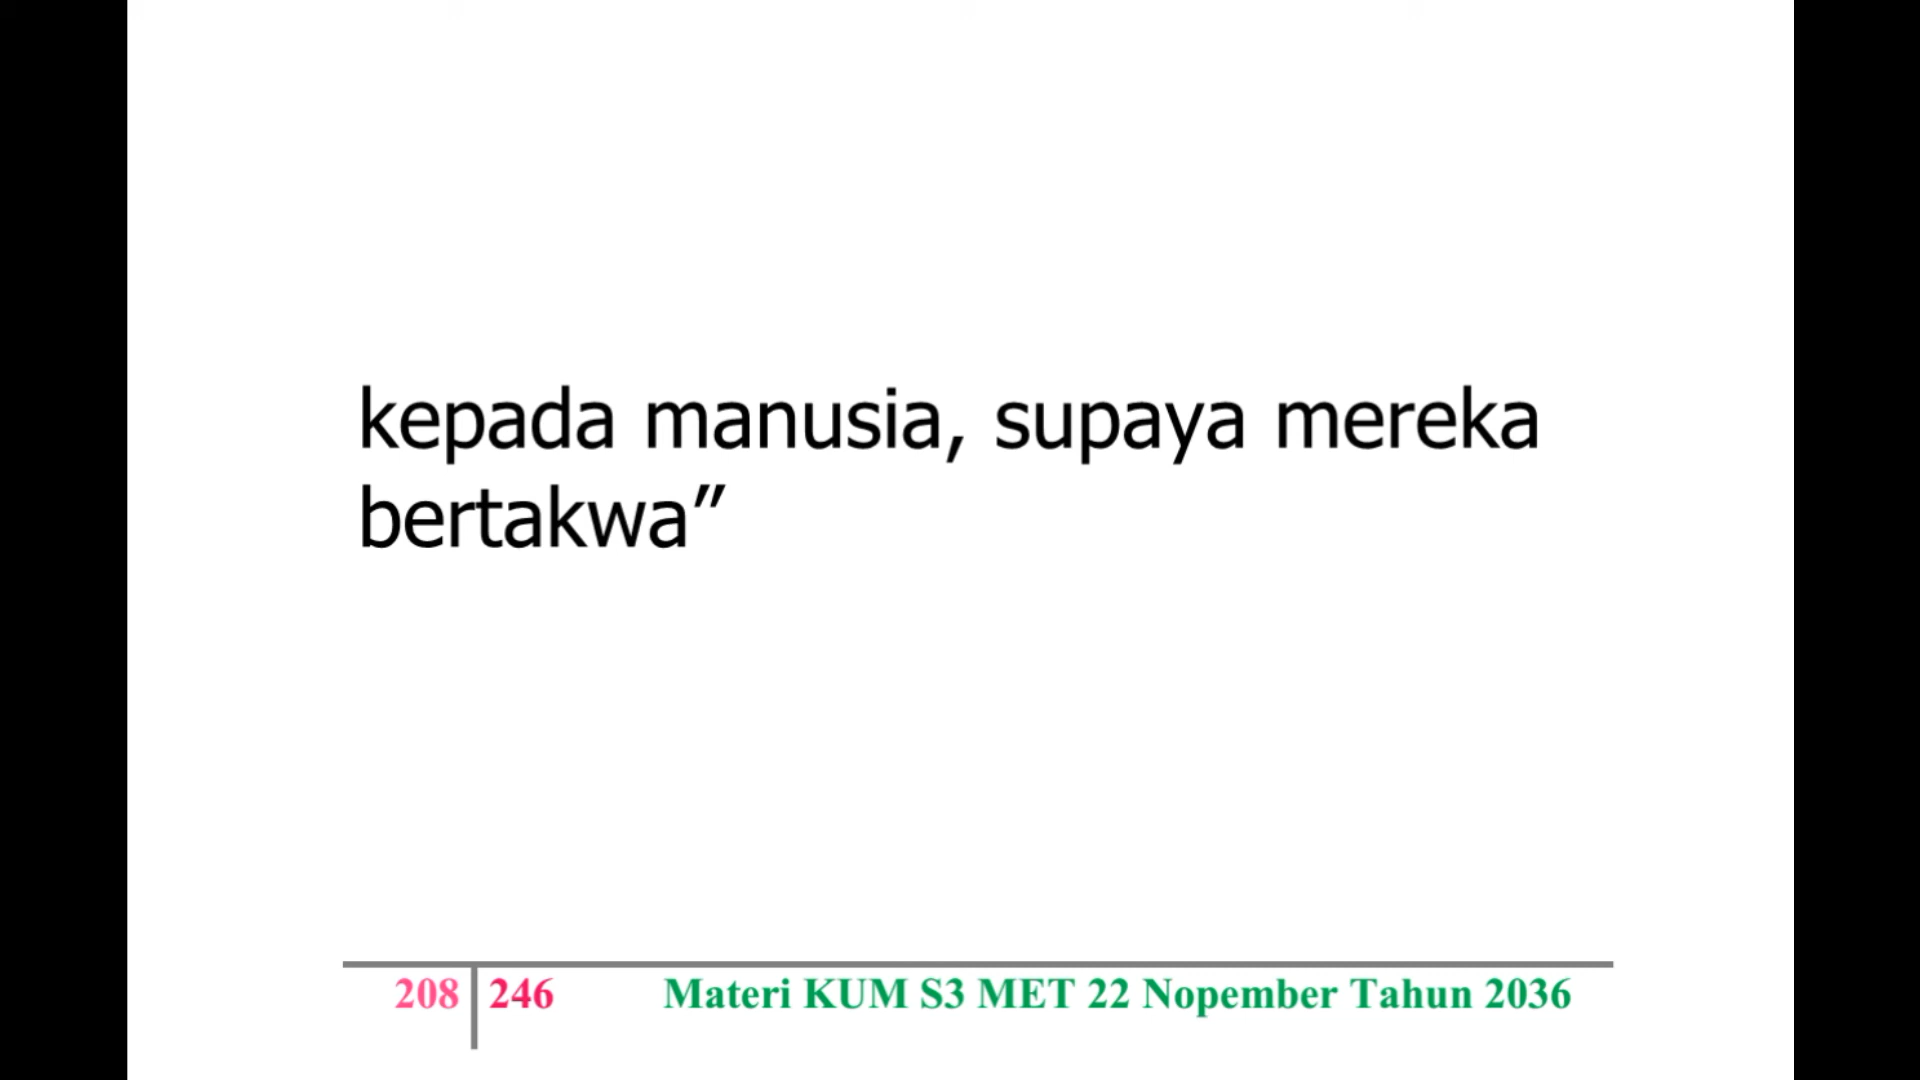 kepada manusia, supaya mereka
bertakwa”
208 246 Materi KUM S3 MET 22 Nopember Tahun 2036